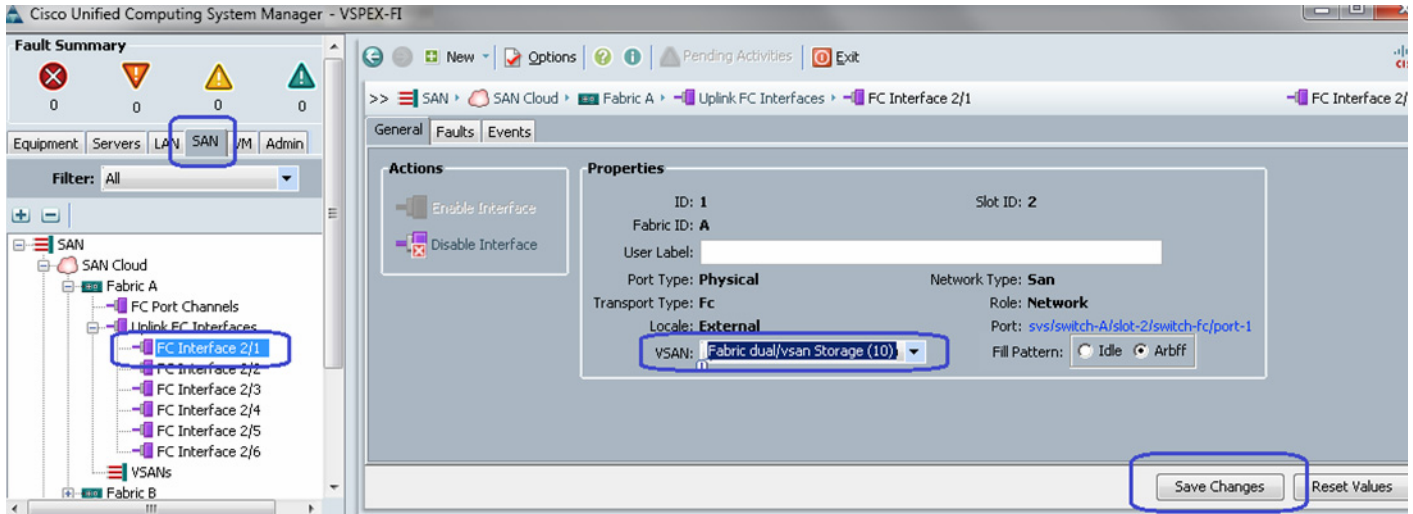 Cisco Unified Computing System Manager - VSPEX-FI
Fault Summary
0 0 0 0
Equipment Servers LAN SAN VM Admin
Filter: All
SAN
SAN Cloud
Fabric A
FC Port Channels
Uplink FC Interfaces
FC Interface 2/1
FC Interface 2/2
FC Interface 2/3
FC Interface 2/4
FC Interface 2/5
FC Interface 2/6
VSANs
Fabric B
New Options Pending Activities Exit
>> SAN SAN Cloud Fabric A Uplink FC Interfaces FC Interface 2/1 FC Interface 2/
General Faults Events
Actions
Enable Interface
Disable Interface
Properties
ID: 1 Slot ID: 2
Fabric ID: A
User Label:
Port Type: Physical Network Type: San
Transport Type: Fc Role: Network
Locale: External Port: sys/switch-A/slot-2/switch-fc/port-1
VSAN: Fabric dual/vsan Storage (10) Fill Pattern: Idle Arbff
Save Changes Reset Values